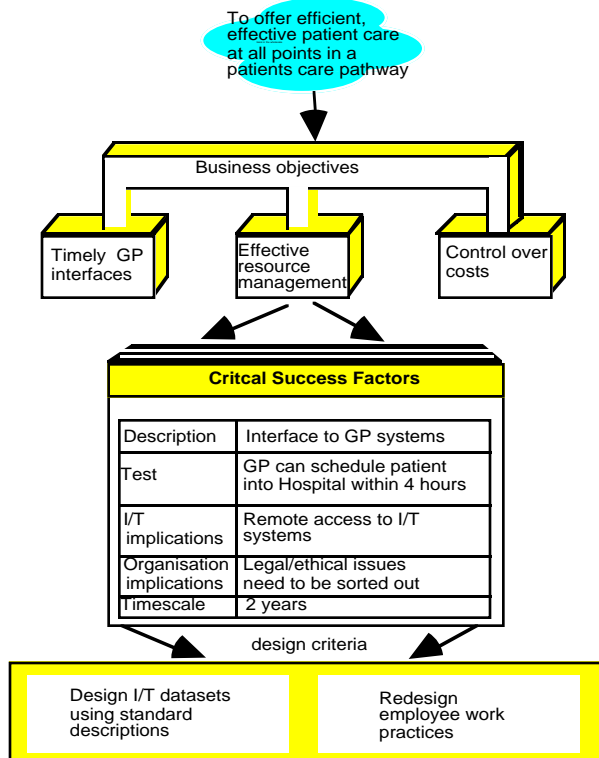 To offer efficient,
effective patient care
at all points in a
patients care pathway
Business objectives
Timely GP
interfaces
Effective
resource
management
Control over
costs
Critcal Success Factors
Description
Interface to GP systems
Test
GP can schedule patient
into Hospital within 4 hours
I/T
implications
Remote access to I/T
systems
Organisation
implications
Legal/ethical issues
need to be sorted out
Timescale
2 years
design criteria
Design I/T datasets
using standard
descriptions
Redesign
employee work
practices